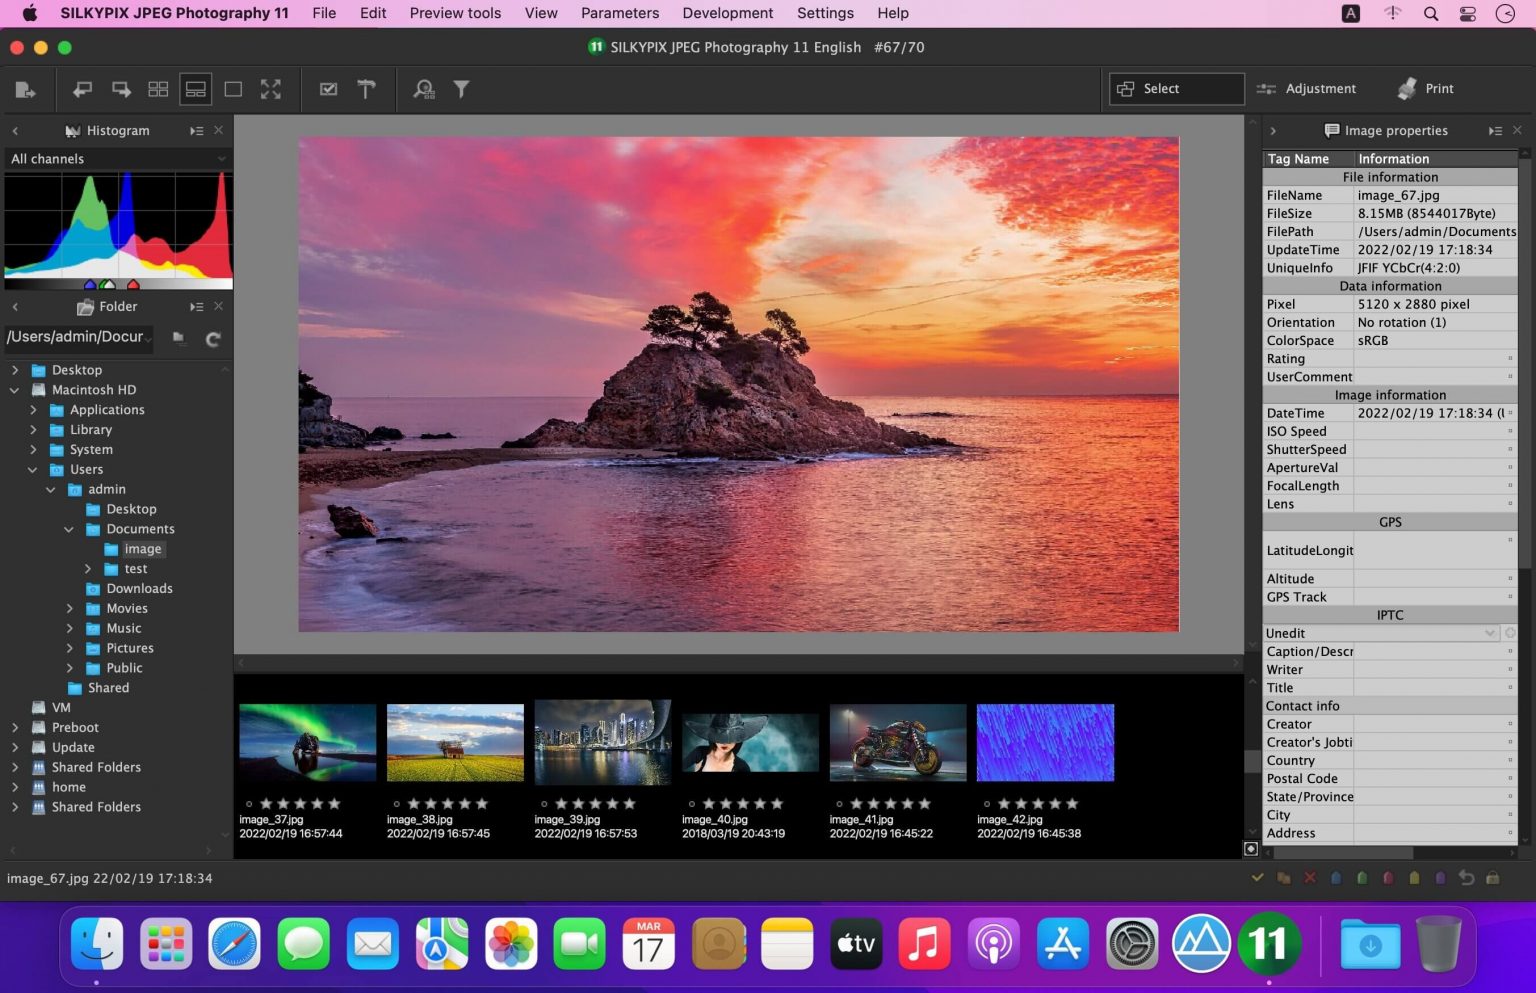 SILKYPIX JPEG Photography 11 File Edit Preview tools View Parameters Development Settings Help A
11 SILKYPIX JPEG Photography 11 English #67/70
Select Adjustment Print
Histogram
All channels
Folder
/Users/admin/Docur
Desktop
Macintosh HD
Applications
Library
System
Users
admin
Desktop
Documents
image
test
Downloads
Movies
Music
Pictures
Public
Shared
VM
Preboot
Update
Shared Folders
home
Shared Folders
image_37.jpg
2022/02/19 16:57:44
image_38.jpg
2022/02/19 16:57:45
image_39.jpg
2022/02/19 16:57:53
image_40.jpg
2018/03/19 20:43:19
image_41.jpg
2022/02/19 16:45:22
image_42.jpg
2022/02/19 16:45:38
Image properties
Tag Name Information
File information
FileName image_67.jpg
FileSize 8.15MB (8544017Byte)
FilePath /Users/admin/Documents
UpdateTime 2022/02/19 17:18:34
UniqueInfo JFIF YCbCr(4:2:0)
Data information
Pixel 5120 x 2880 pixel
Orientation No rotation (1)
ColorSpace sRGB
Rating
UserComment
Image information
DateTime 2022/02/19 17:18:34 (
ISO Speed
ShutterSpeed
ApertureVal
FocalLength
Lens
GPS
LatitudeLongit
Altitude
GPS Track
IPTC
Unedit
Caption/Descr
Writer
Title
Contact info
Creator
Creator's Jobti
Country
Postal Code
State/Province
City
Address
image_67.jpg 22/02/19 17:18:34
MAR
17
tv
11